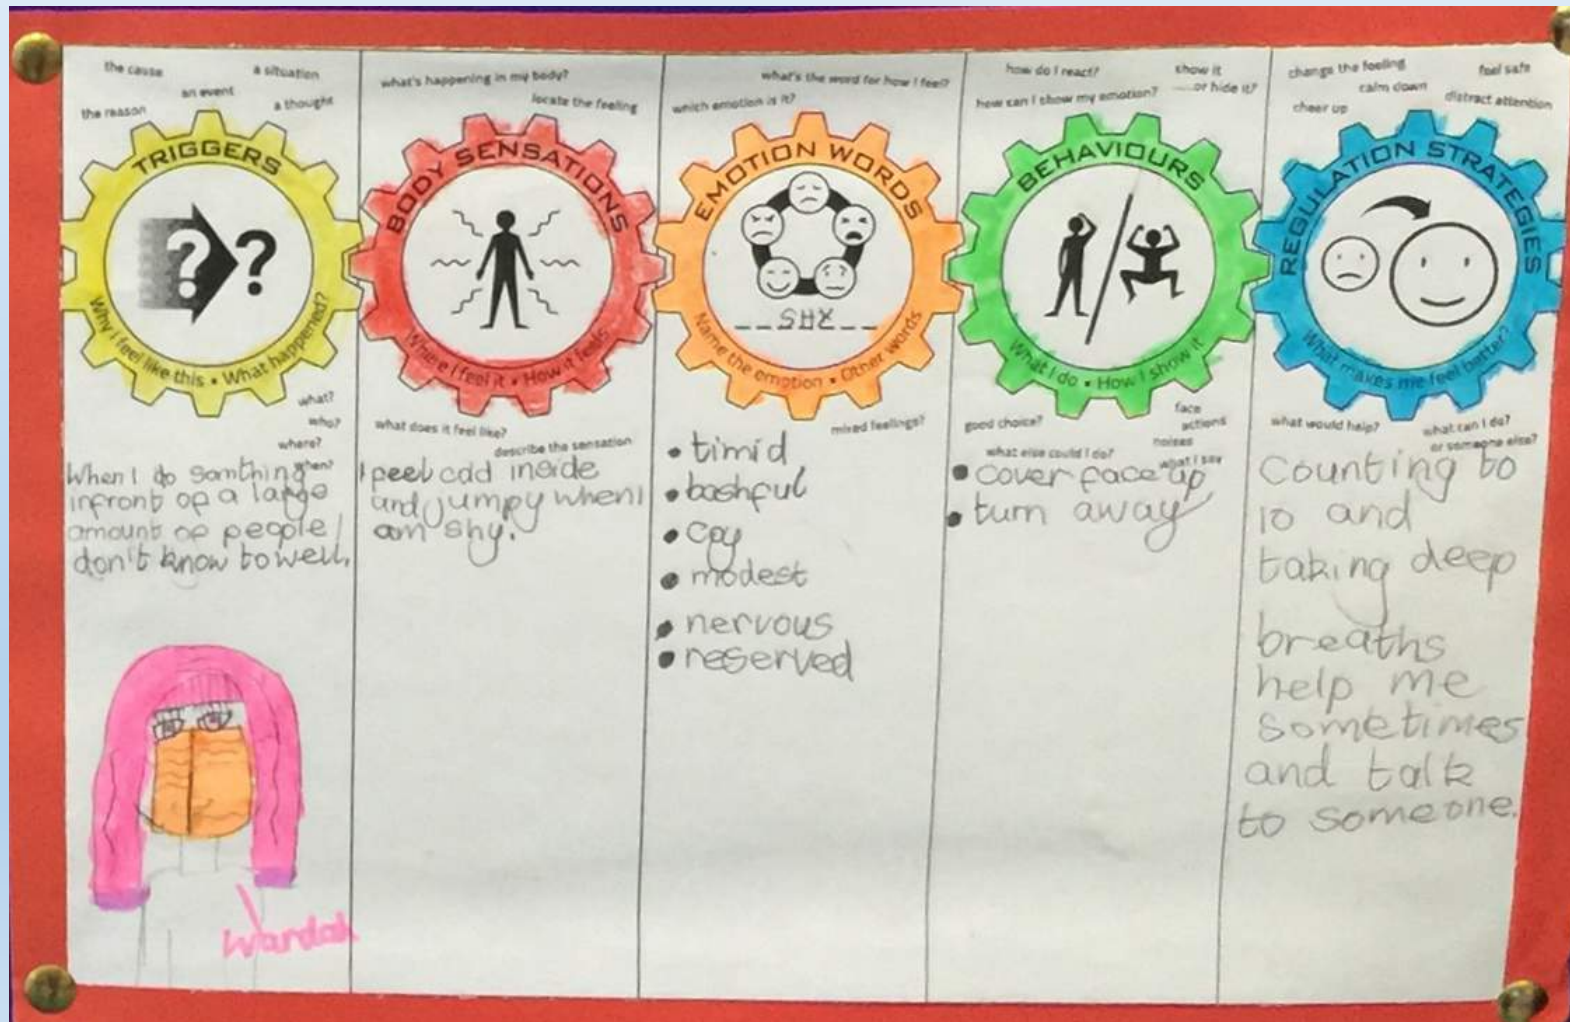 the cause
a situation
an event
the reason
a thought
TRIGGERS
Why I feel like this • What happened?
what?
who?
where?
when?
When I do somthing
infront of a large
amount of people I
don't know to well.
Wardah
what's happening in my body?
locate the feeling
BODY SENSATIONS
Where I feel it • How it feels
what does it feel like?
describe the sensation
I feel cold inside
and jumpy when I
am shy.
what's the word for how I feel?
which emotion is it?
EMOTION WORDS
__SHY__
Name the emotion • Other words
mixed feelings?
• timid
• bashful
• coy
• modest
• nervous
• reserved
how do I react?
show it
....or hide it?
how can I show my emotion?
BEHAVIOURS
What I do • How I show it
good choice?
face
actions
noises
what else could I do?
what I say
• cover face up
• turn away
change the feeling
feel safe
calm down
distract attention
cheer up
REGULATION STRATEGIES
What makes me feel better?
what would help?
what can I do?
or someone else?
Counting to
10 and
taking deep
breaths
help me
sometimes
and talk
to someone.